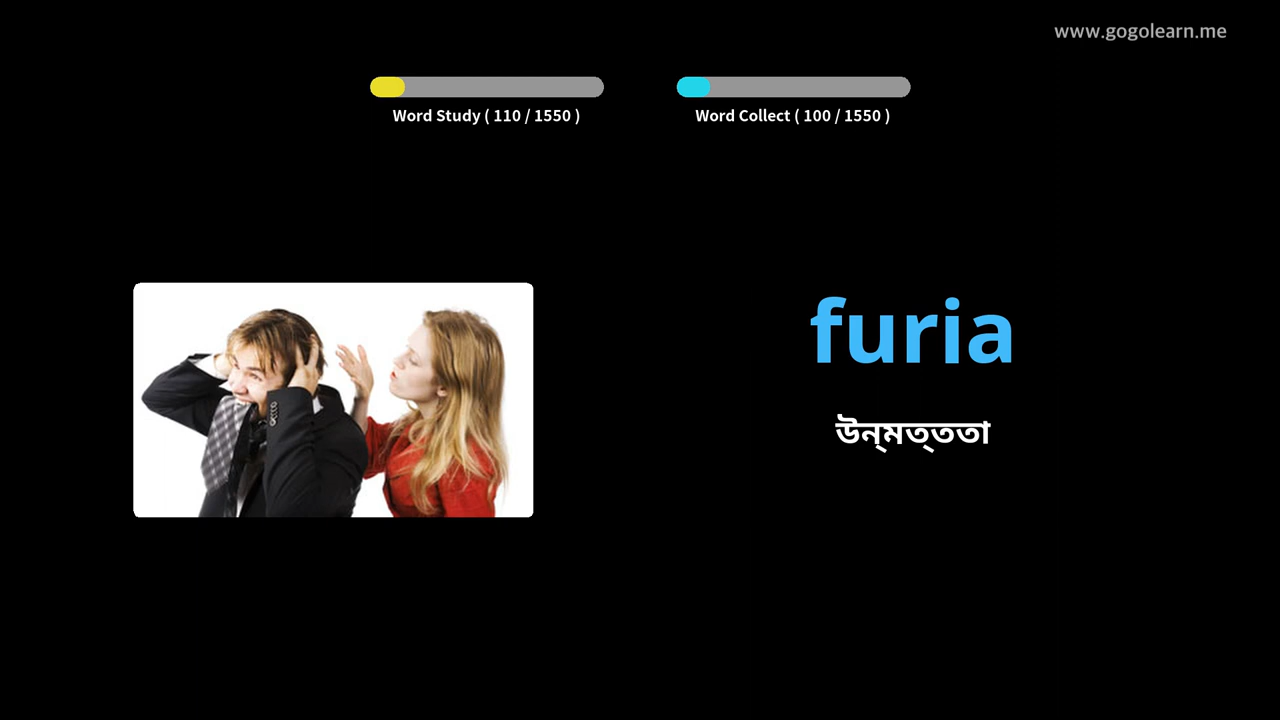 www.gogolearn.me
Word Study ( 110 / 1550 )
Word Collect ( 100 / 1550 )
furia
উন্‌মত্‌ততা